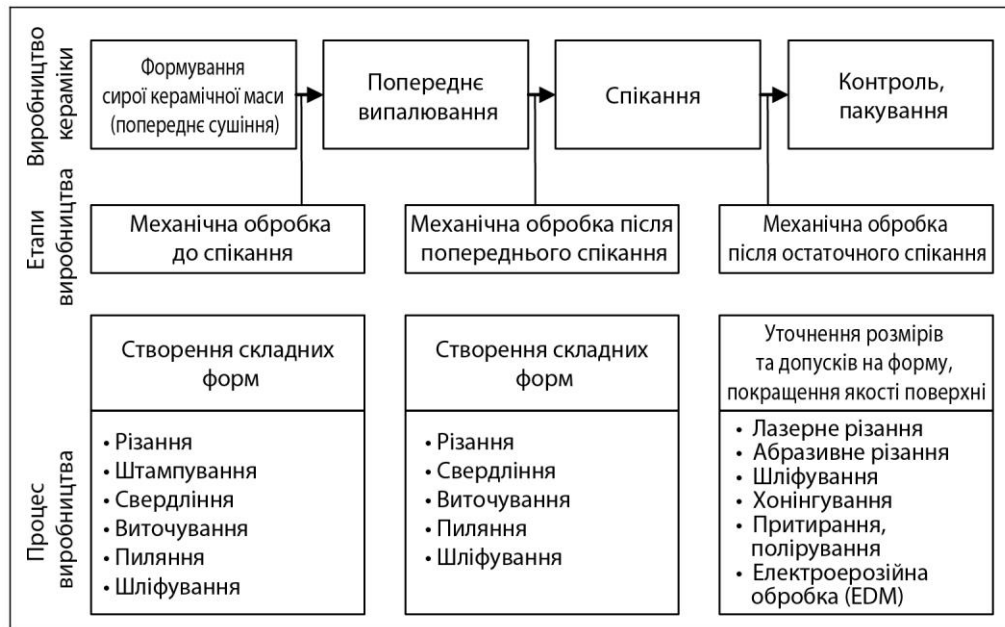 Виробництво
кераміки
Формування
сирої керамічної маси
(попереднє сушіння)
Попереднє
випалювання
Спікання
Контроль,
пакування
Етапи
виробництва
Механічна обробка
до спікання
Механічна обробка після
попереднього спікання
Механічна обробка
після остаточного спікання
Процес
виробництва
Створення складних
форм
• Різання
• Штампування
• Свердління
• Виточування
• Пиляння
• Шліфування
Створення складних
форм
• Різання
• Свердління
• Виточування
• Пиляння
• Шліфування
Уточнення розмірів
та допусків на форму,
покращення якості поверхні
• Лазерне різання
• Абразивне різання
• Шліфування
• Хонінгування
• Притирання,
полірування
• Електроерозійна
обробка (EDM)